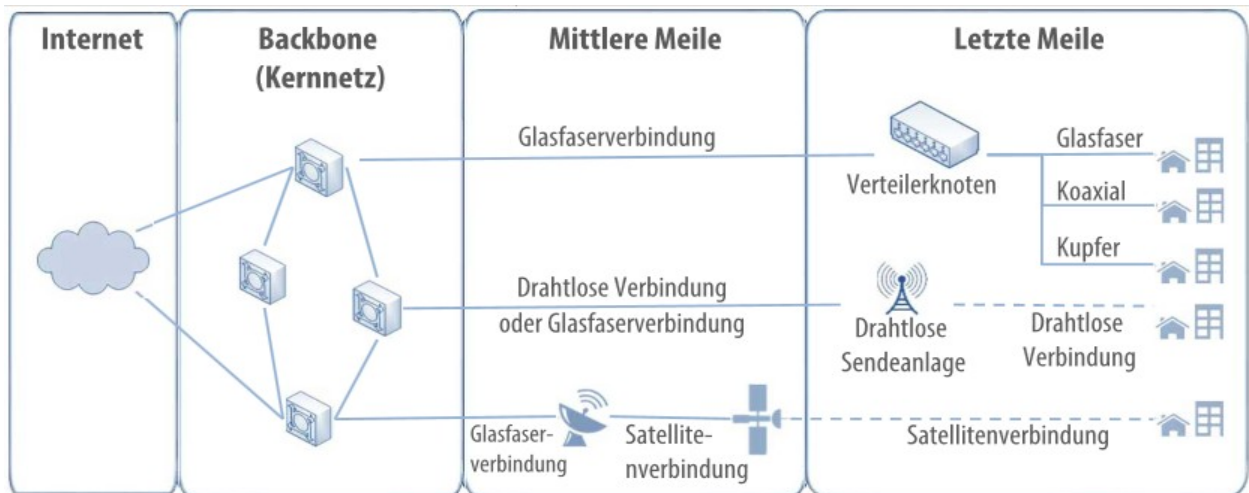 Internet
Backbone
(Kernnetz)
Mittlere Meile
Letzte Meile
Glasfaserverbindung
Verteilerknoten
Glasfaser
Koaxial
Kupfer
Drahtlose Verbindung
oder Glasfaserverbindung
Drahtlose
Sendeanlage
Drahtlose
Verbindung
Glasfaser-
verbindung
Satellite-
nverbindung
Satellitenverbindung